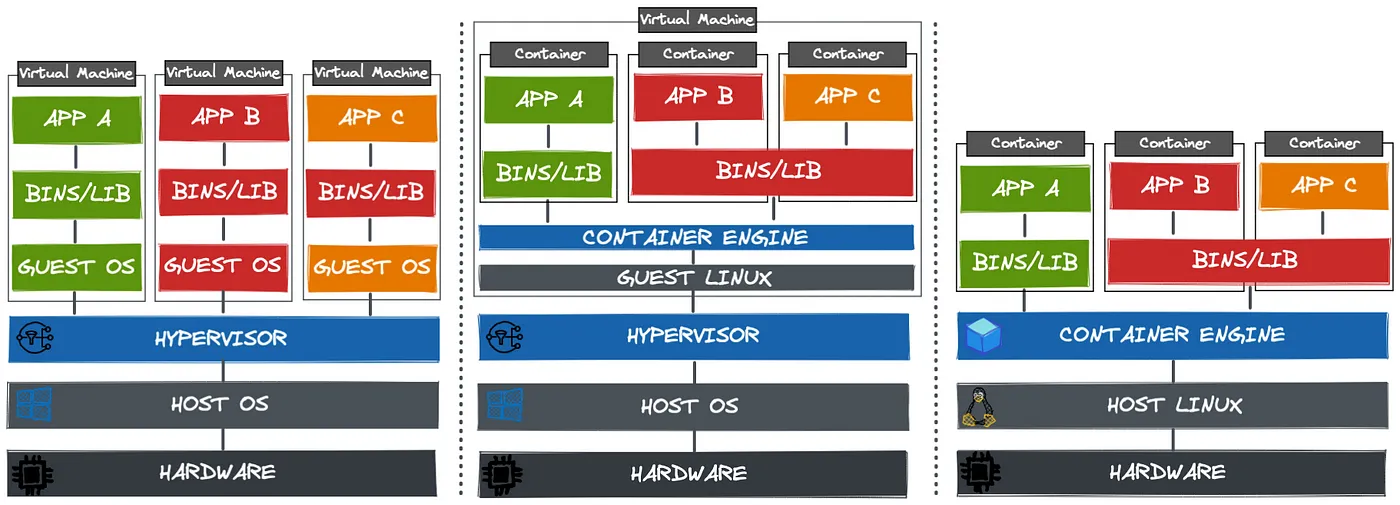 Virtual Machine
Virtual Machine
Virtual Machine
APP A
APP B
APP C
BINS/LIB
BINS/LIB
BINS/LIB
GUEST OS
GUEST OS
GUEST OS
HYPERVISOR
HOST OS
HARDWARE
Virtual Machine
Container
Container
Container
APP A
APP B
APP C
BINS/LIB
BINS/LIB
CONTAINER ENGINE
GUEST LINUX
HYPERVISOR
HOST OS
HARDWARE
Container
Container
Container
APP A
APP B
APP C
BINS/LIB
BINS/LIB
CONTAINER ENGINE
HOST LINUX
HARDWARE